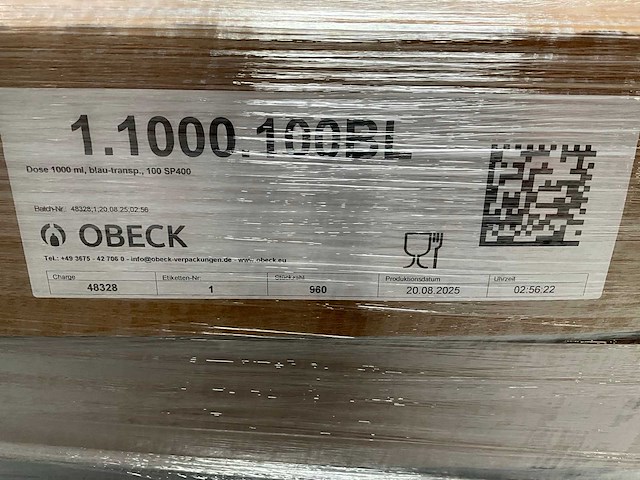 1.1000.100BL
Dose 1000 ml, blau-transp., 100 SP400
Batch-Nr.: 48328;1;20.08.25;02:56
OBECK
Tel.: +49 3675 - 42 706 0 - info@obeck-verpackungen.de - www.obeck.eu
Charge Etiketten-Nr. Stückzahl Produktionsdatum Uhrzeit
48328 1 960 20.08.2025 02:56:22